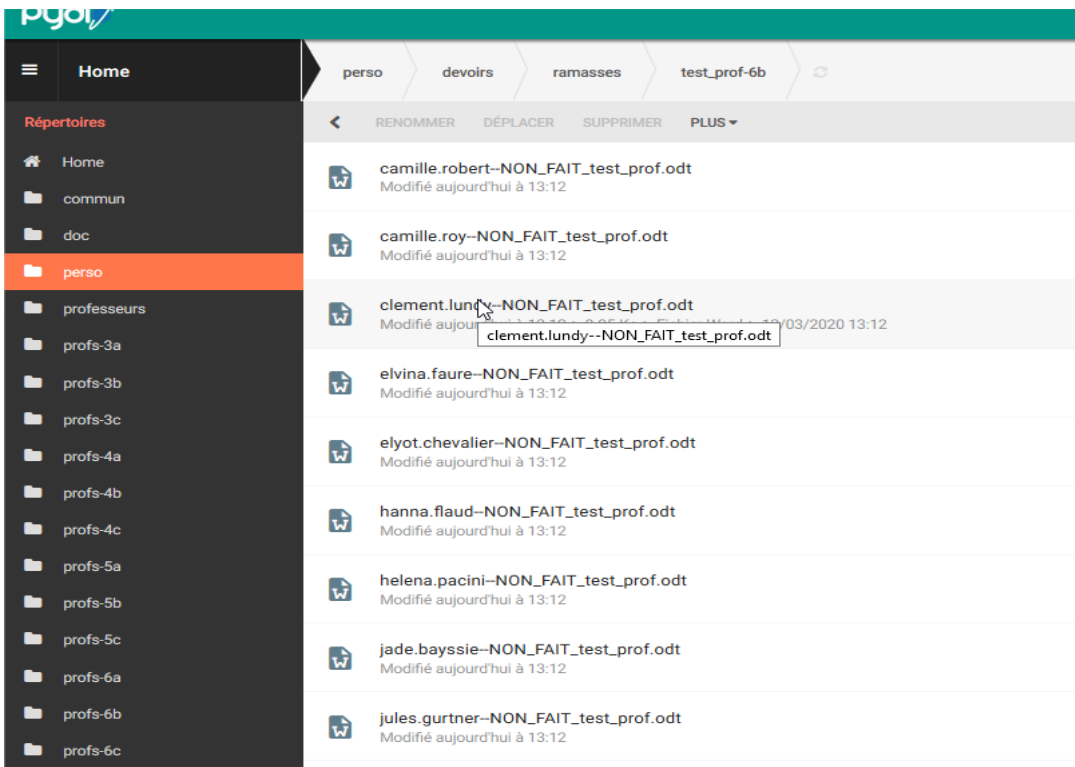 pydi
Home
perso
devoirs
ramasses
test_prof-6b
Répertoires
RENOMMER
DÉPLACER
SUPPRIMER
PLUS
Home
commun
doc
perso
professeurs
profs-3a
profs-3b
profs-3c
profs-4a
profs-4b
profs-4c
profs-5a
profs-5b
profs-5c
profs-6a
profs-6b
profs-6c
camille.robert--NON_FAIT_test_prof.odt
Modifié aujourd'hui à 13:12
camille.roy--NON_FAIT_test_prof.odt
Modifié aujourd'hui à 13:12
clement.lundy--NON_FAIT_test_prof.odt
Modifié 13:12
clement.lundy--NON_FAIT_test_prof.odt
elvina.faure--NON_FAIT_test_prof.odt
Modifié aujourd'hui à 13:12
elyot.chevalier--NON_FAIT_test_prof.odt
Modifié aujourd'hui à 13:12
hanna.flaud--NON_FAIT_test_prof.odt
Modifié aujourd'hui à 13:12
helena.pacini--NON_FAIT_test_prof.odt
Modifié aujourd'hui à 13:12
jade.bayssie--NON_FAIT_test_prof.odt
Modifié aujourd'hui à 13:12
jules.gurtner--NON_FAIT_test_prof.odt
Modifié aujourd'hui à 13:12